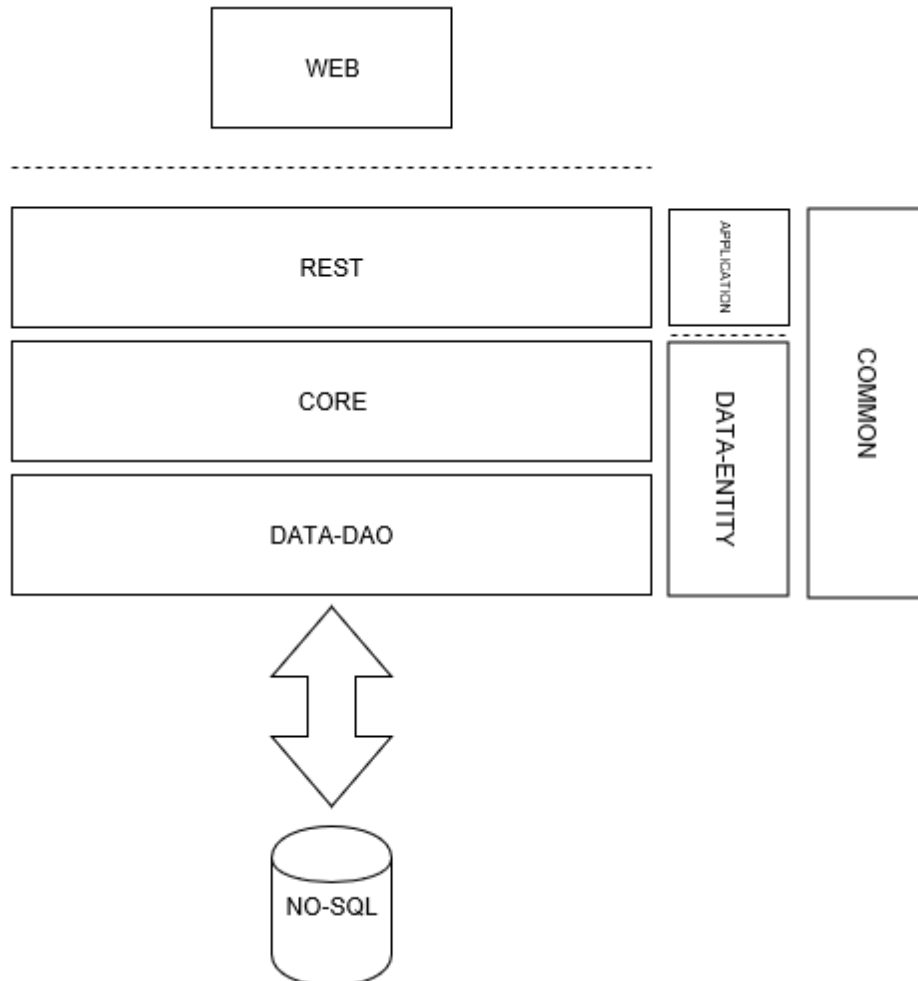 WEB
REST
APPLICATION
CORE
DATA-ENTITY
COMMON
DATA-DAO
NO-SQL